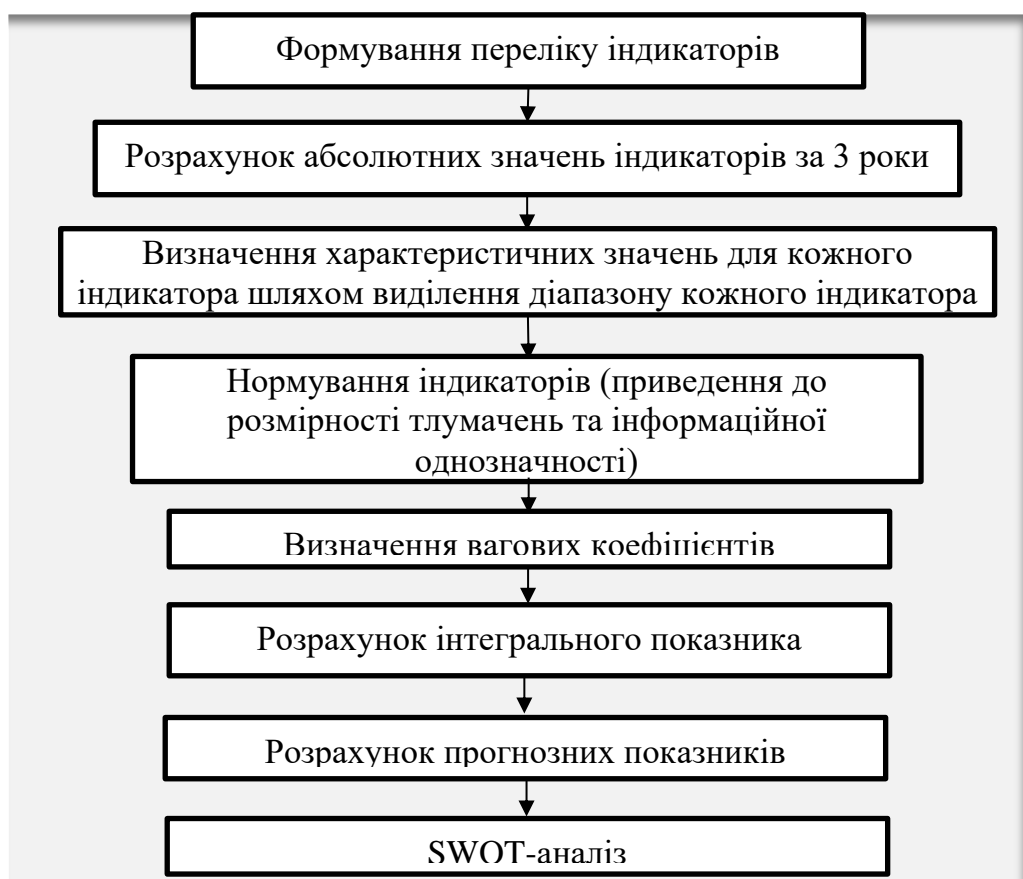 Формування переліку індикаторів
Розрахунок абсолютних значень індикаторів за 3 роки
Визначення характеристичних значень для кожного
індикатора шляхом виділення діапазону кожного індикатора
Нормування індикаторів (приведення до
розмірності тлумачень та інформаційної
однозначності)
Визначення вагових коефіцієнтів
Розрахунок інтегрального показника
Розрахунок прогнозних показників
SWOT-аналіз